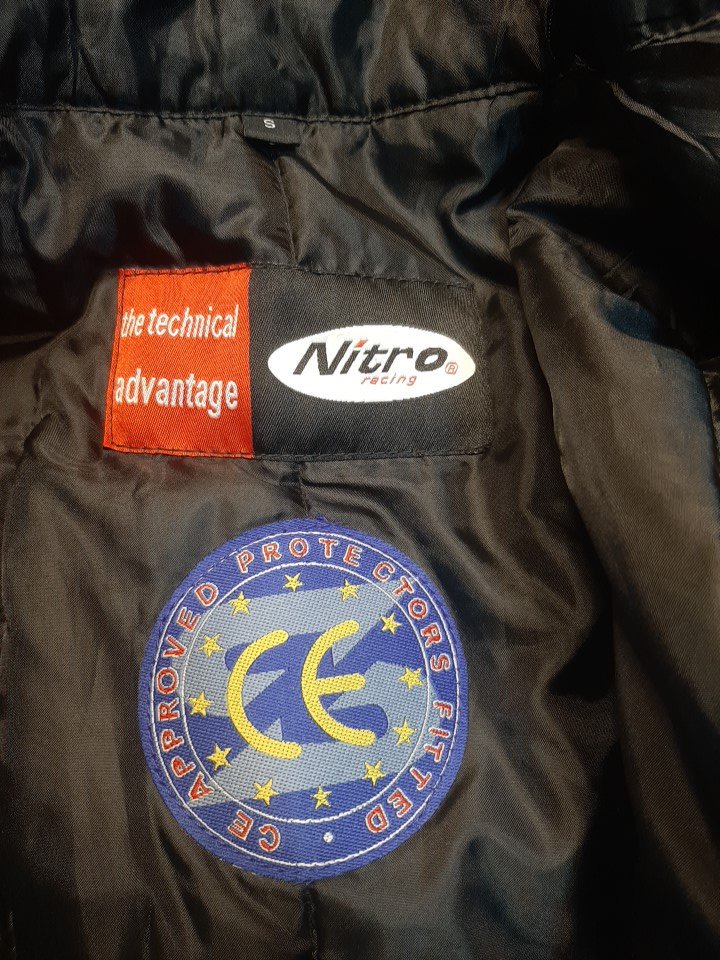 S
the technical
advantage
Nitro®
racing
CE APPROVED PROTECTORS FITTED •
CE